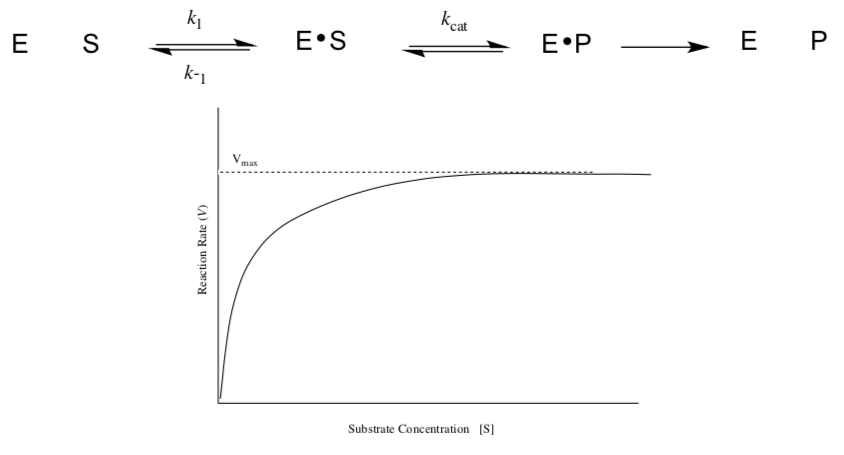 k1 kcat
E S E•S E•P E P
k-1
Vmax
Reaction Rate (V)
Substrate Concentration [S]